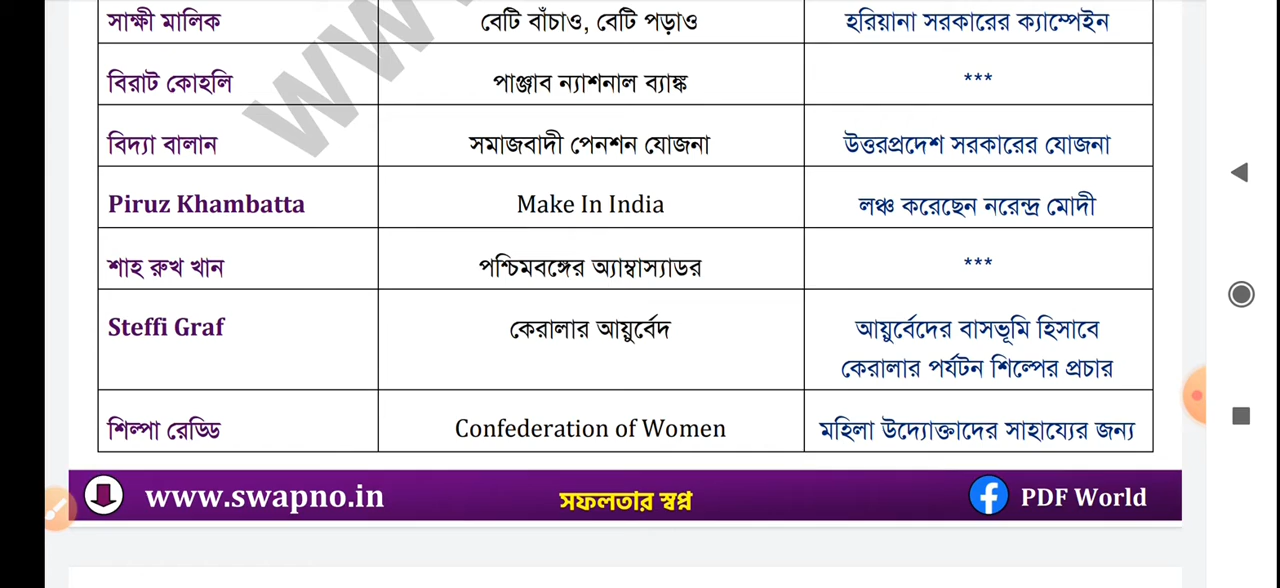 সাক্ষী মালিক	বেটি বাঁচাও, বেটি পড়াও	হরিয়ানা সরকারের ক্যাম্পেইন
বিরাট কোহলি	পাঞ্জাব ন্যাশনাল ব্যাঙ্ক	***
বিদ্যা বালান	সমাজবাদী পেনশন যোজনা	উত্তরপ্রদেশ সরকারের যোজনা
Piruz Khambatta	Make In India	লঞ্চ করেছেন নরেন্দ্র মোদী
শাহ রুখ খান	পশ্চিমবঙ্গের অ্যাম্বাস্যাডর	***
Steffi Graf	কেরালার আয়ুর্বেদ	আয়ুর্বেদের বাসভূমি হিসাবে
কেরালার পর্যটন শিল্পের প্রচার
শিল্পা রেড্ডি	Confederation of Women	মহিলা উদ্যোক্তাদের সাহায্যের জন্য
www.swapno.in	সফলতার স্বপ্ন	PDF World